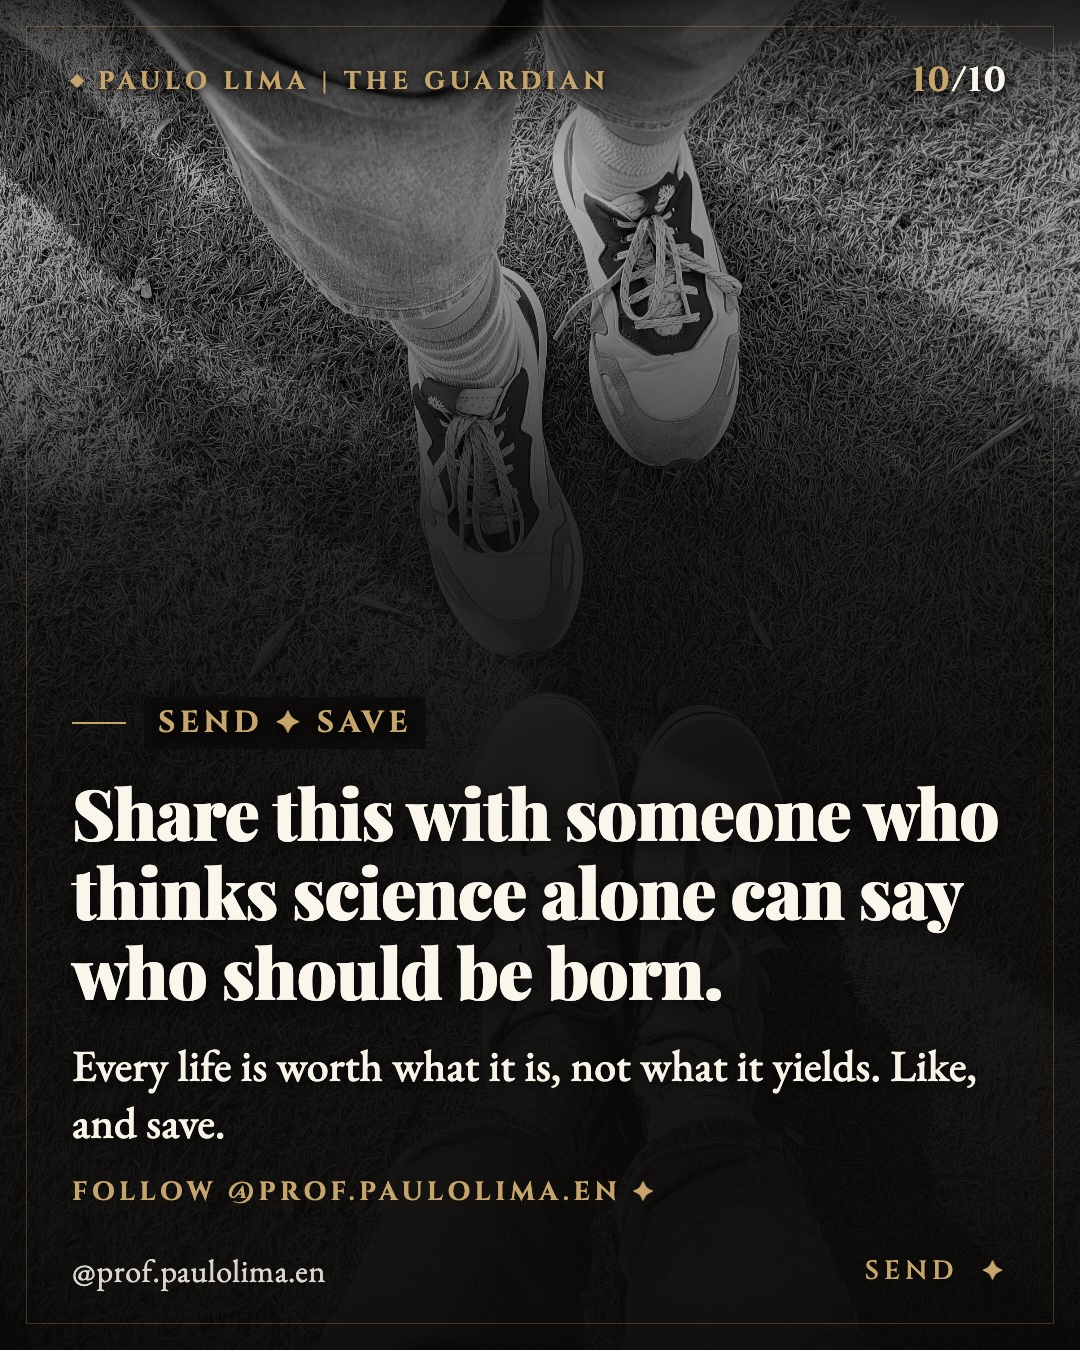 PAULO LIMA | THE GUARDIAN
10/10
SEND ✦ SAVE
Share this with someone who
thinks science alone can say
who should be born.
Every life is worth what it is, not what it yields. Like,
and save.
FOLLOW @PROF.PAULOLIMA.EN ✦
@prof.paulolima.en
SEND ✦